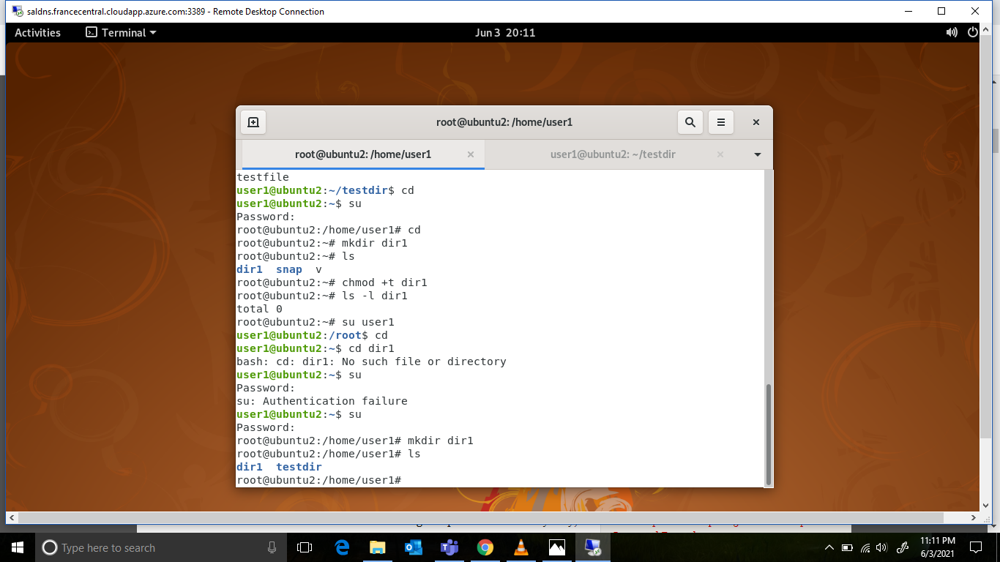 saldns.francecentral.cloudapp.azure.com:3389 - Remote Desktop Connection
Activities Terminal Jun 3 20:11
root@ubuntu2: /home/user1
root@ubuntu2: /home/user1 user1@ubuntu2: ~/testdir
testfile
user1@ubuntu2:~/testdir$ cd
user1@ubuntu2:~$ su
Password:
root@ubuntu2:/home/user1# cd
root@ubuntu2:~# mkdir dir1
root@ubuntu2:~# ls
dir1 snap v
root@ubuntu2:~# chmod +t dir1
root@ubuntu2:~# ls -l dir1
total 0
root@ubuntu2:~# su user1
user1@ubuntu2:/root$ cd
user1@ubuntu2:~$ cd dir1
bash: cd: dir1: No such file or directory
user1@ubuntu2:~$ su
Password:
su: Authentication failure
user1@ubuntu2:~$ su
Password:
root@ubuntu2:/home/user1# mkdir dir1
root@ubuntu2:/home/user1# ls
dir1 testdir
root@ubuntu2:/home/user1#
Type here to search
11:11 PM
6/3/2021